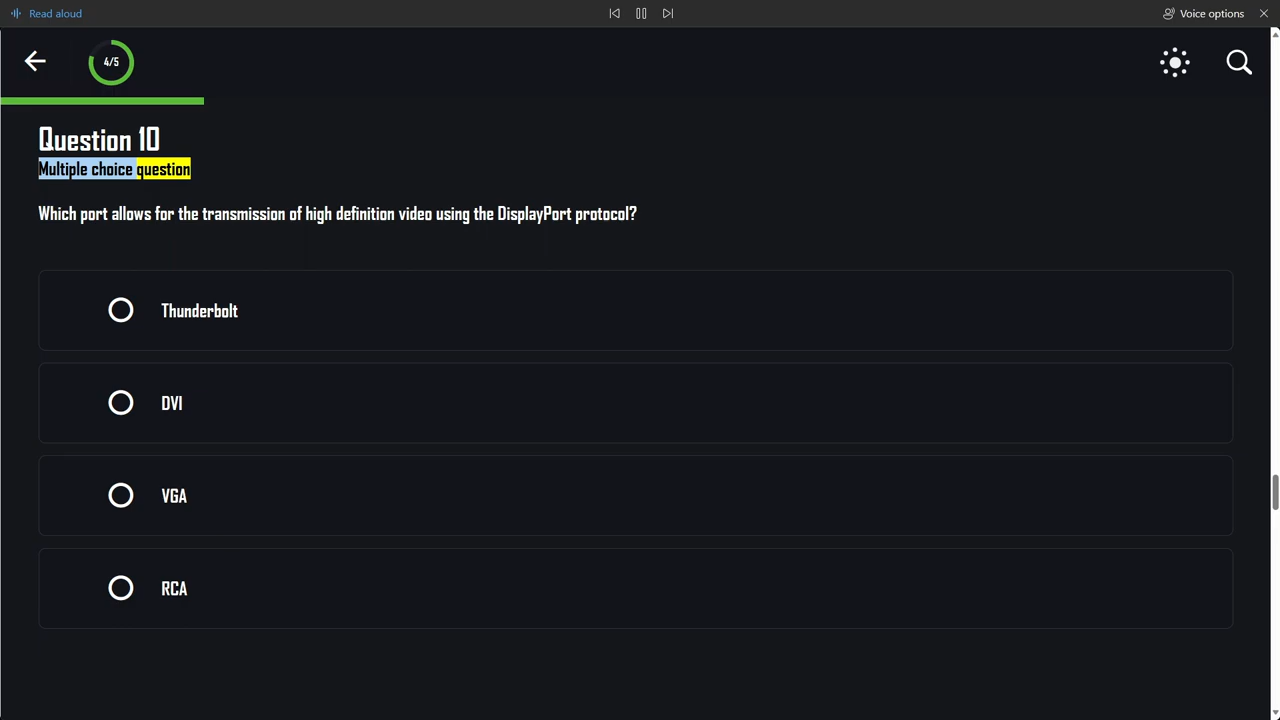 Read aloud
Voice options
4/5
Question 10
Multiple choice question
Which port allows for the transmission of high definition video using the DisplayPort protocol?
Thunderbolt
DVI
VGA
RCA